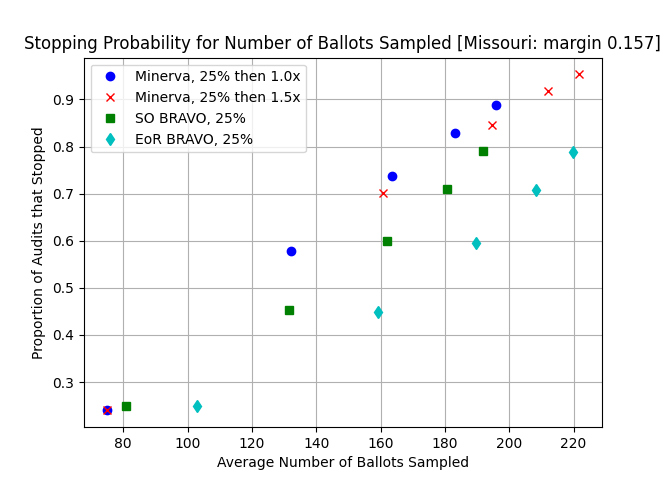 Stopping Probability for Number of Ballots Sampled [Missouri: margin 0.157]
Minerva, 25% then 1.0x
Minerva, 25% then 1.5x
SO BRAVO, 25%
EoR BRAVO, 25%
Proportion of Audits that Stopped
0.9
0.8
0.7
0.6
0.5
0.4
0.3
80 100 120 140 160 180 200 220
Average Number of Ballots Sampled